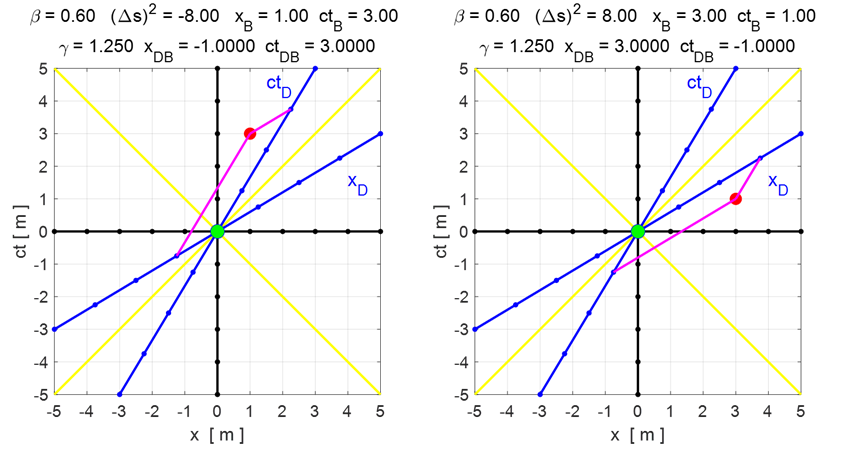 β = 0.60 (Δs)² = -8.00 x_B = 1.00 ct_B = 3.00
γ = 1.250 x_DB = -1.0000 ct_DB = 3.0000
5
4
3
2
1
0
-1
-2
-3
-4
-5
ct [ m ]
ct_D
x_D
-5 -4 -3 -2 -1 0 1 2 3 4 5
x [ m ]
β = 0.60 (Δs)² = 8.00 x_B = 3.00 ct_B = 1.00
γ = 1.250 x_DB = 3.0000 ct_DB = -1.0000
5
4
3
2
1
0
-1
-2
-3
-4
-5
ct [ m ]
ct_D
x_D
-5 -4 -3 -2 -1 0 1 2 3 4 5
x [ m ]